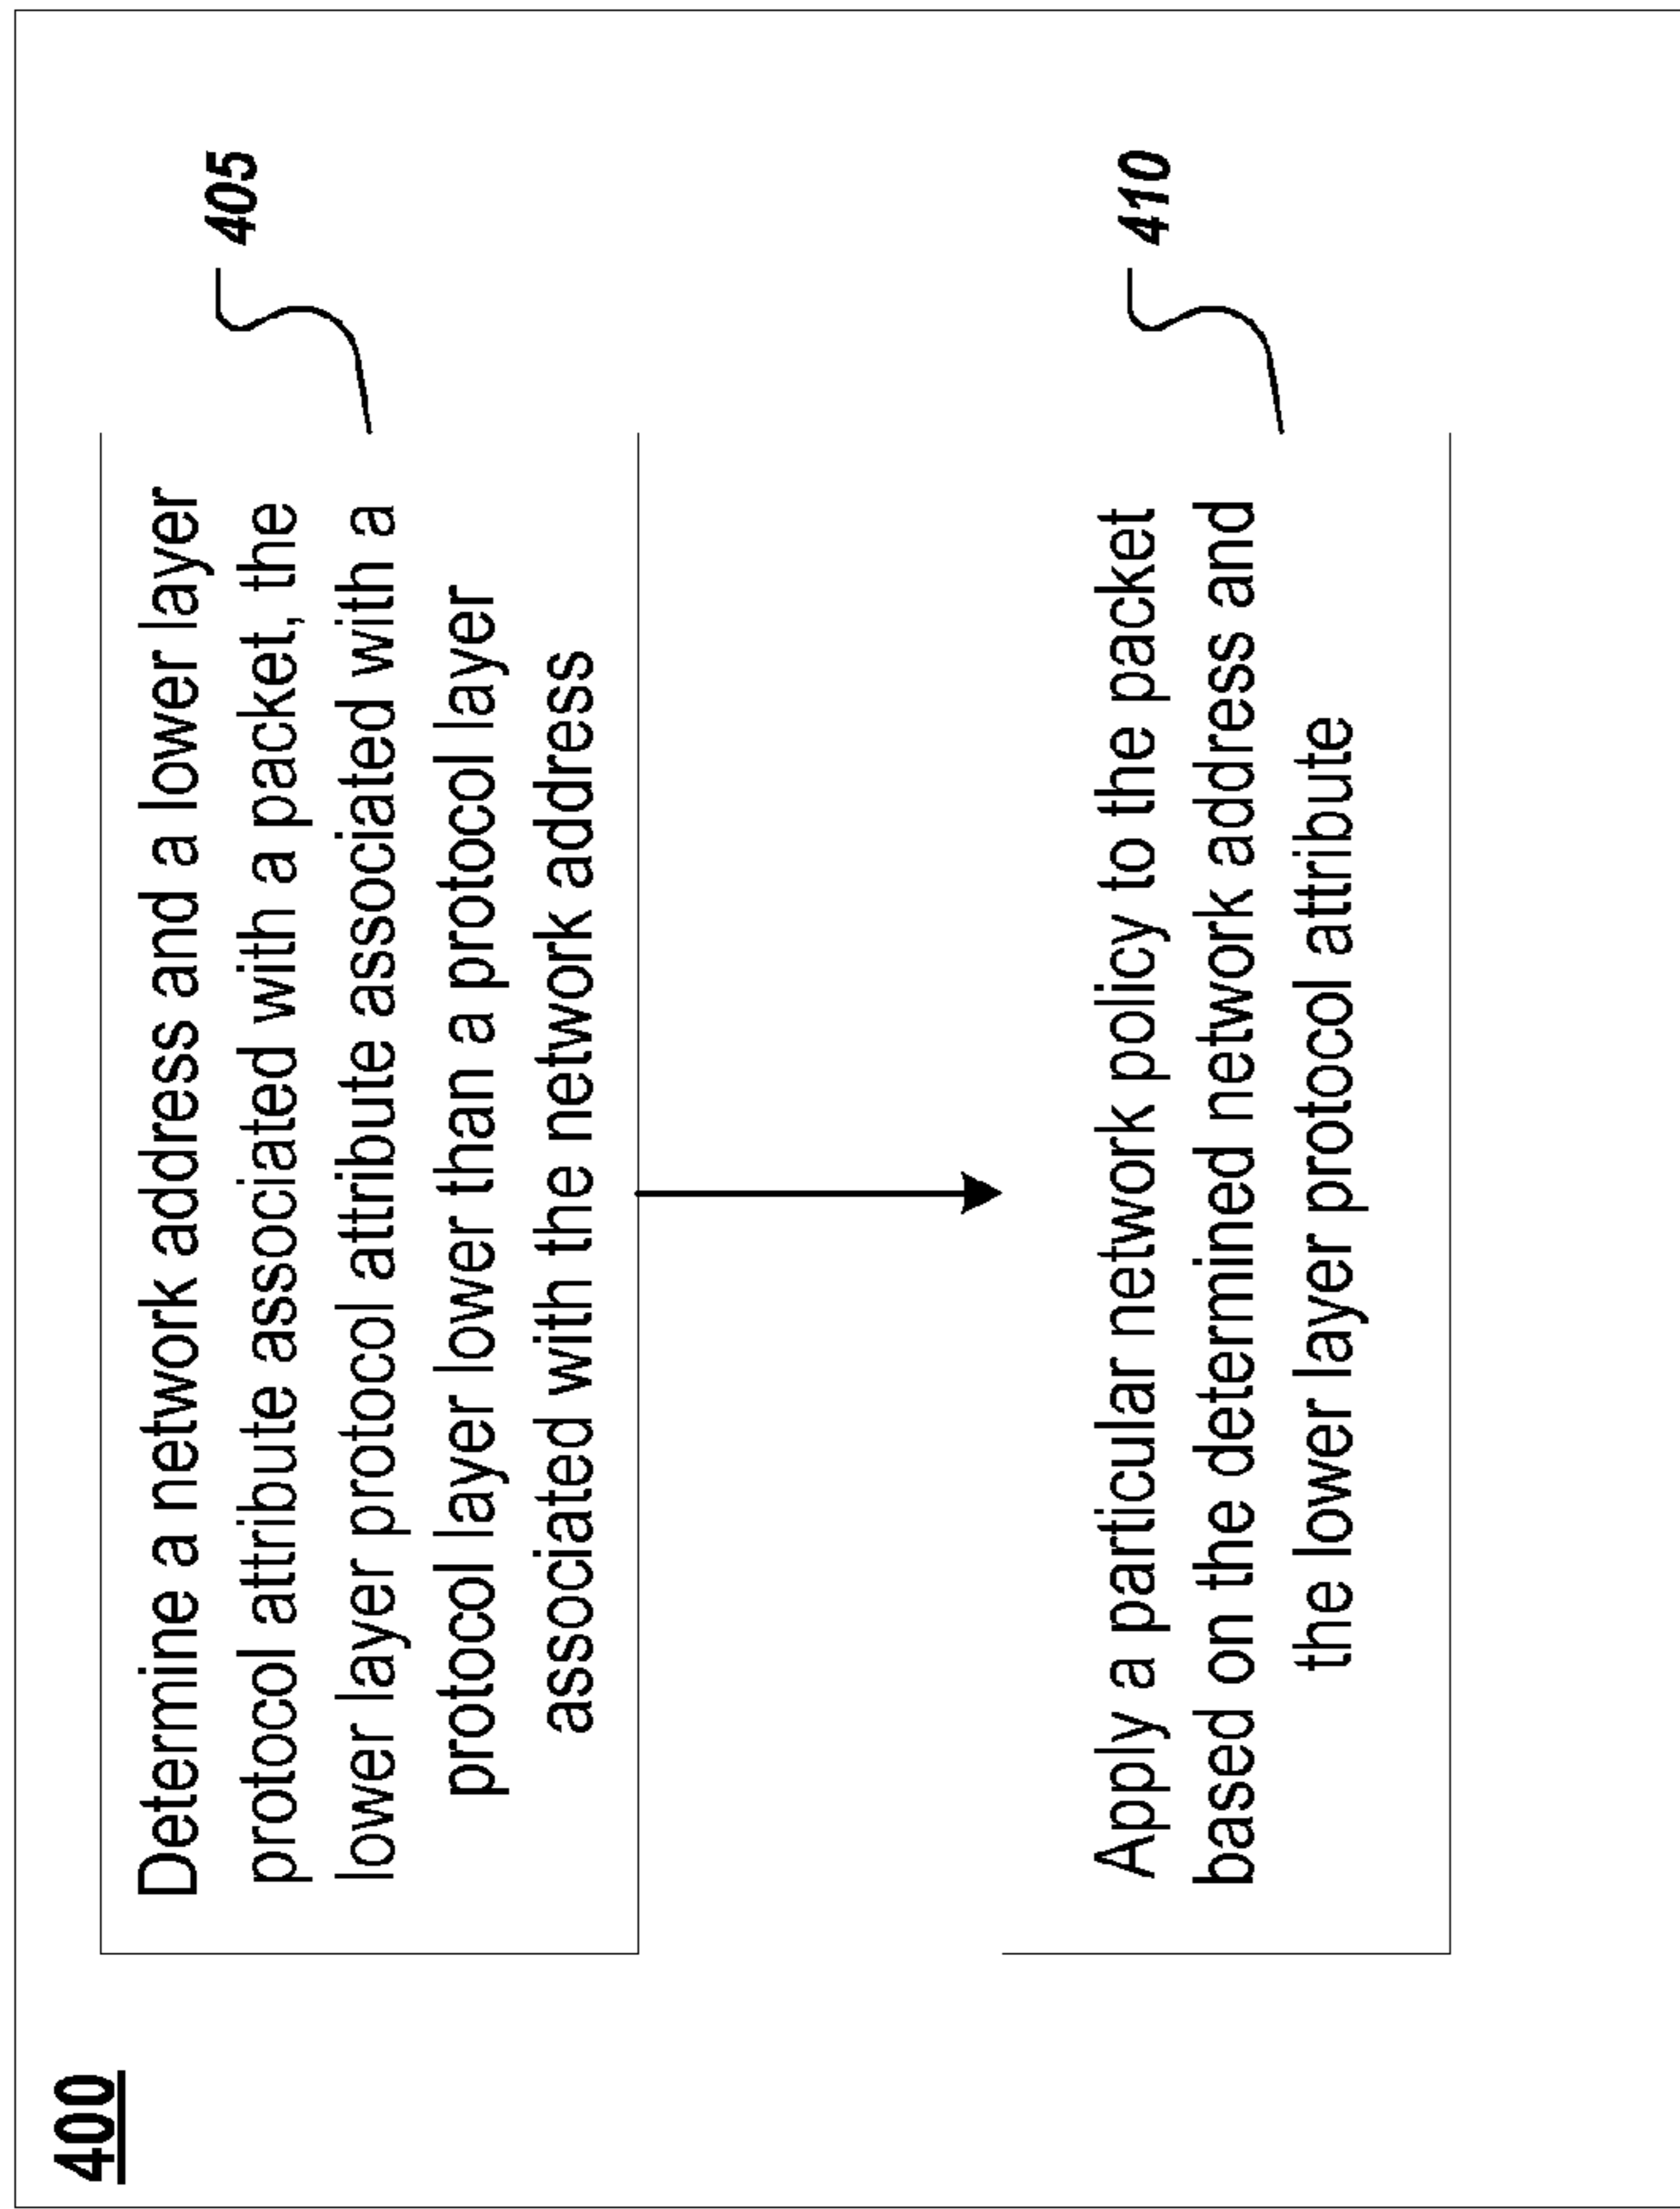 400
Determine a network address and a lower layer
protocol attribute associated with a packet, the
lower layer protocol attribute associated with a
protocol layer lower than a protocol layer
associated with the network address
405
Apply a particular network policy to the packet
based on the determined network address and
the lower layer protocol attribute
410